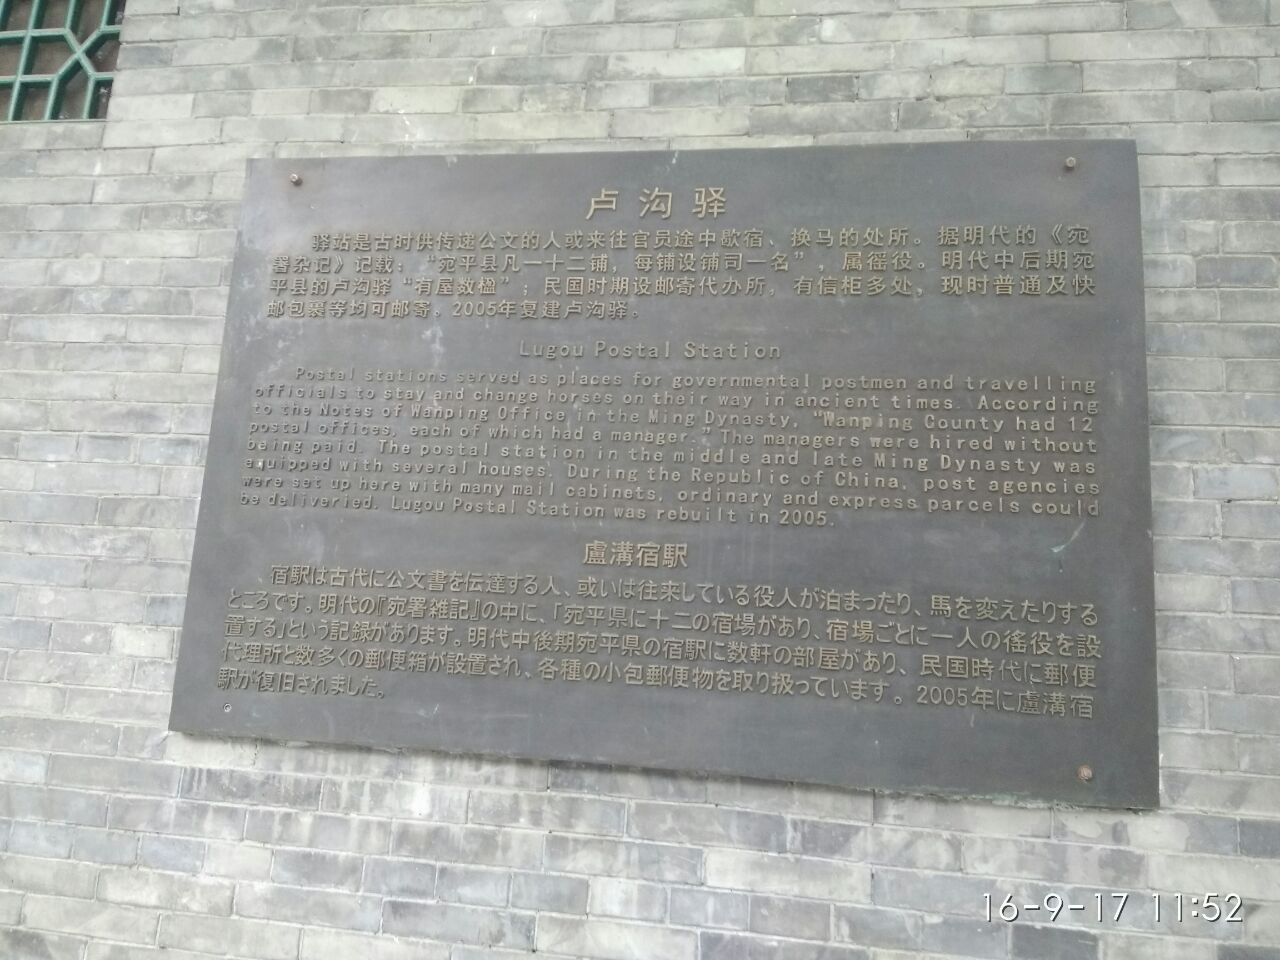 卢沟驿
驿站是古时供传递公文的人或来往官员途中歇宿、换马的处所。据明代的《宛
署杂记》记载：“宛平县凡一十二铺，每铺设铺司一名”，属徭役。明代中后期宛
平县的卢沟驿“有屋数楹”；民国时期设邮寄代办所，有信柜多处，现时普通及快
邮包裹等均可邮寄。2005年复建卢沟驿。
Lugou Postal Station
Postal stations served as places for governmental postmen and travelling
officials to stay and change horses on their way in ancient times. According
to the Notes of Wanping Office in the Ming Dynasty, "Wanping County had 12
postal offices, each of which had a manager." The managers were hired without
being paid. The postal station in the middle and late Ming Dynasty was
equipped with several houses. During the Republic of China, post agencies
were set up here with many mail cabinets, ordinary and express parcels could
be deliveried. Lugou Postal Station was rebuilt in 2005.
盧溝宿駅
宿駅は古代に公文書を伝達する人、或いは往来している役人が泊まったり、馬を変えたりする
ところです。明代の『宛署雑記』の中に、「宛平県に十二の宿場があり、宿場ごとに一人の徭役を設
置する」という記録があります。明代中後期宛平県の宿駅に数軒の部屋があり、民国時代に郵便
代理所と数多くの郵便箱が設置され、各種の小包郵便物を取り扱っています。2005年に盧溝宿
駅が復旧されました。
16-9-17 11:52